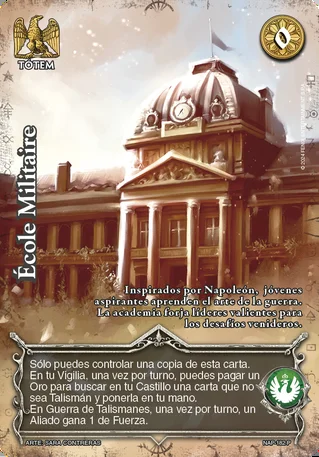 TÓTEM
0
École Militaire
Inspirados por Napoleón, jóvenes
aspirantes aprenden el arte de la guerra.
La academia forja líderes valientes para
los desafíos venideros.
Sólo puedes controlar una copia de esta carta.
En tu Vigilia, una vez por turno, puedes pagar un
Oro para buscar en tu Castillo una carta que no
sea Talismán y ponerla en tu mano.
En Guerra de Talismanes, una vez por turno, un
Aliado gana 1 de Fuerza.
ARTE: SARA CONTRERAS